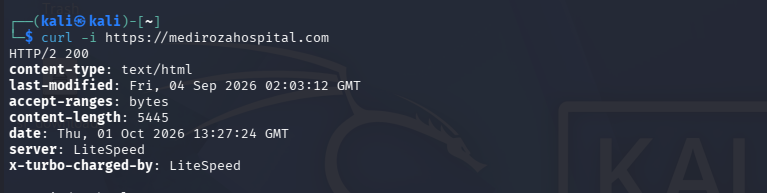 ┌──(kali㉿kali)-[~]
└─$ curl -i https://medirozahospital.com
HTTP/2 200
content-type: text/html
last-modified: Fri, 04 Sep 2026 02:03:12 GMT
accept-ranges: bytes
content-length: 5445
date: Thu, 01 Oct 2026 13:27:24 GMT
server: LiteSpeed
x-turbo-charged-by: LiteSpeed
KAL